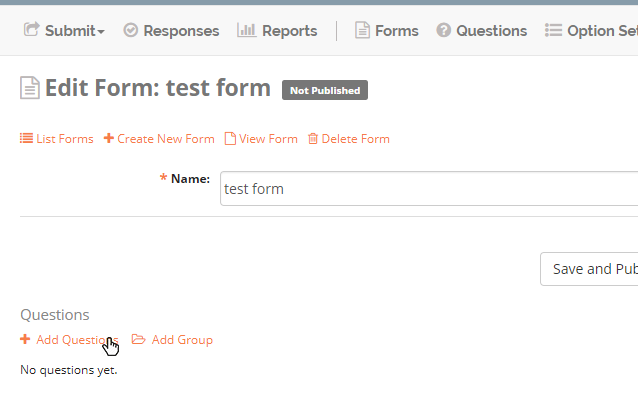 Submit Responses Reports Forms Questions Option Set
Edit Form: test form Not Published
List Forms Create New Form View Form Delete Form
* Name: test form
Save and Pub
Questions
Add Questions Add Group
No questions yet.